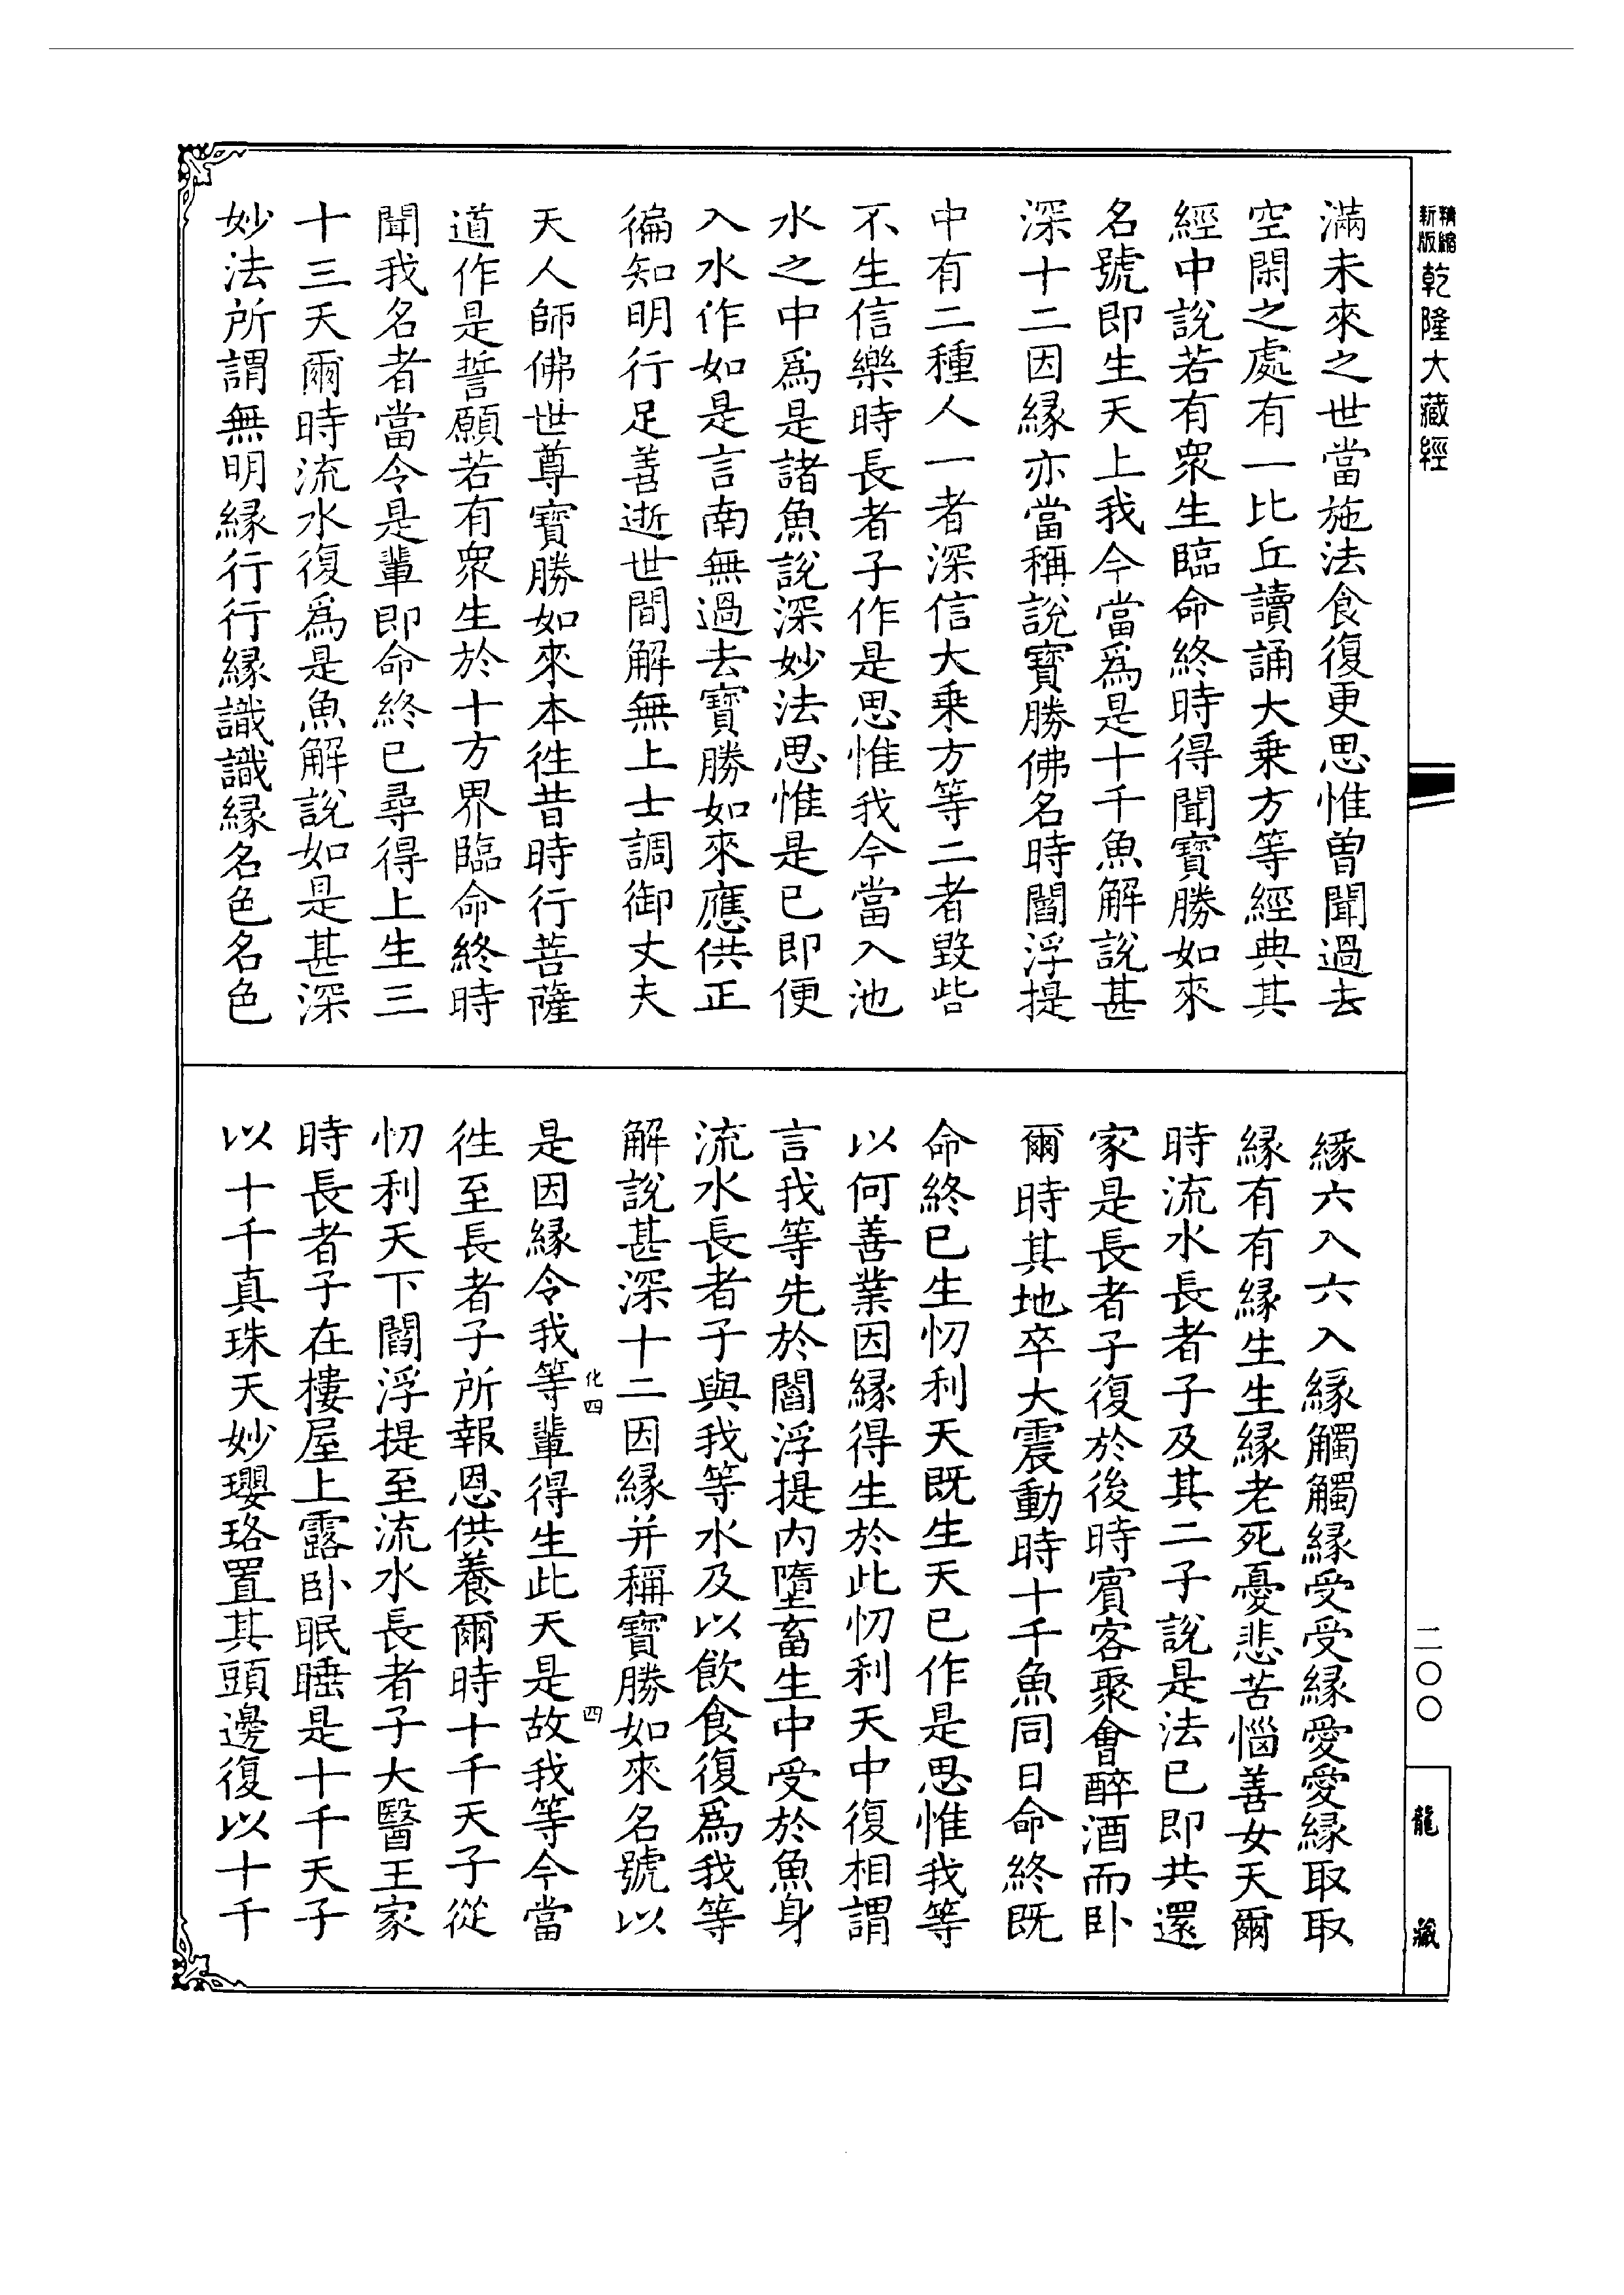 精縮新版乾隆大藏經
滿未來之世當施法食復更思惟曽聞過去
空閑之處有一比丘讀誦大乗方等經典其
經中說若有衆生臨命終時得聞寶勝如來
名號即生天上我今當爲是十千魚解說甚
深十二因縁亦當稱說寶勝佛名時閻浮提
中有二種人一者深信大乗方等二者毀呰
不生信樂時長者子作是思惟我今當入池
水之中爲是諸魚說深妙法思惟是已即便
入水作如是言南無過去寶勝如來應供正
徧知明行足善逝世間解無上士調御丈夫
天人師佛世尊寶勝如來本徃昔時行菩薩
道作是誓願若有衆生於十方界臨命終時
聞我名者當令是輩即命終已尋得上生三
十三天爾時流水復爲是魚解說如是甚深
妙法所謂無明縁行行縁識識縁名色名色
縁六入六入縁觸觸縁受受縁愛愛縁取取
縁有有縁生生縁老死憂悲苦惱善女天爾
時流水長者子及其二子說是法已即共還
家是長者子復於後時賓客聚會醉酒而卧
爾時其地卒大震動時十千魚同日命終既
命終已生忉利天既生天已作是思惟我等
以何善業因縁得生於此忉利天中復相謂
言我等先於閻浮提内墮畜生中受於魚身
流水長者子與我等水及以飲食復爲我等
解說甚深十二因縁并稱寶勝如來名號以
化四 四
是因縁令我等輩得生此天是故我等今當
徃至長者子所報恩供養爾時十千天子從
忉利天下閻浮提至流水長者子大醫王家
時長者子在樓屋上露卧眠睡是十千天子
以十千真珠天妙瓔珞置其頭邊復以十千
二〇〇
龍藏